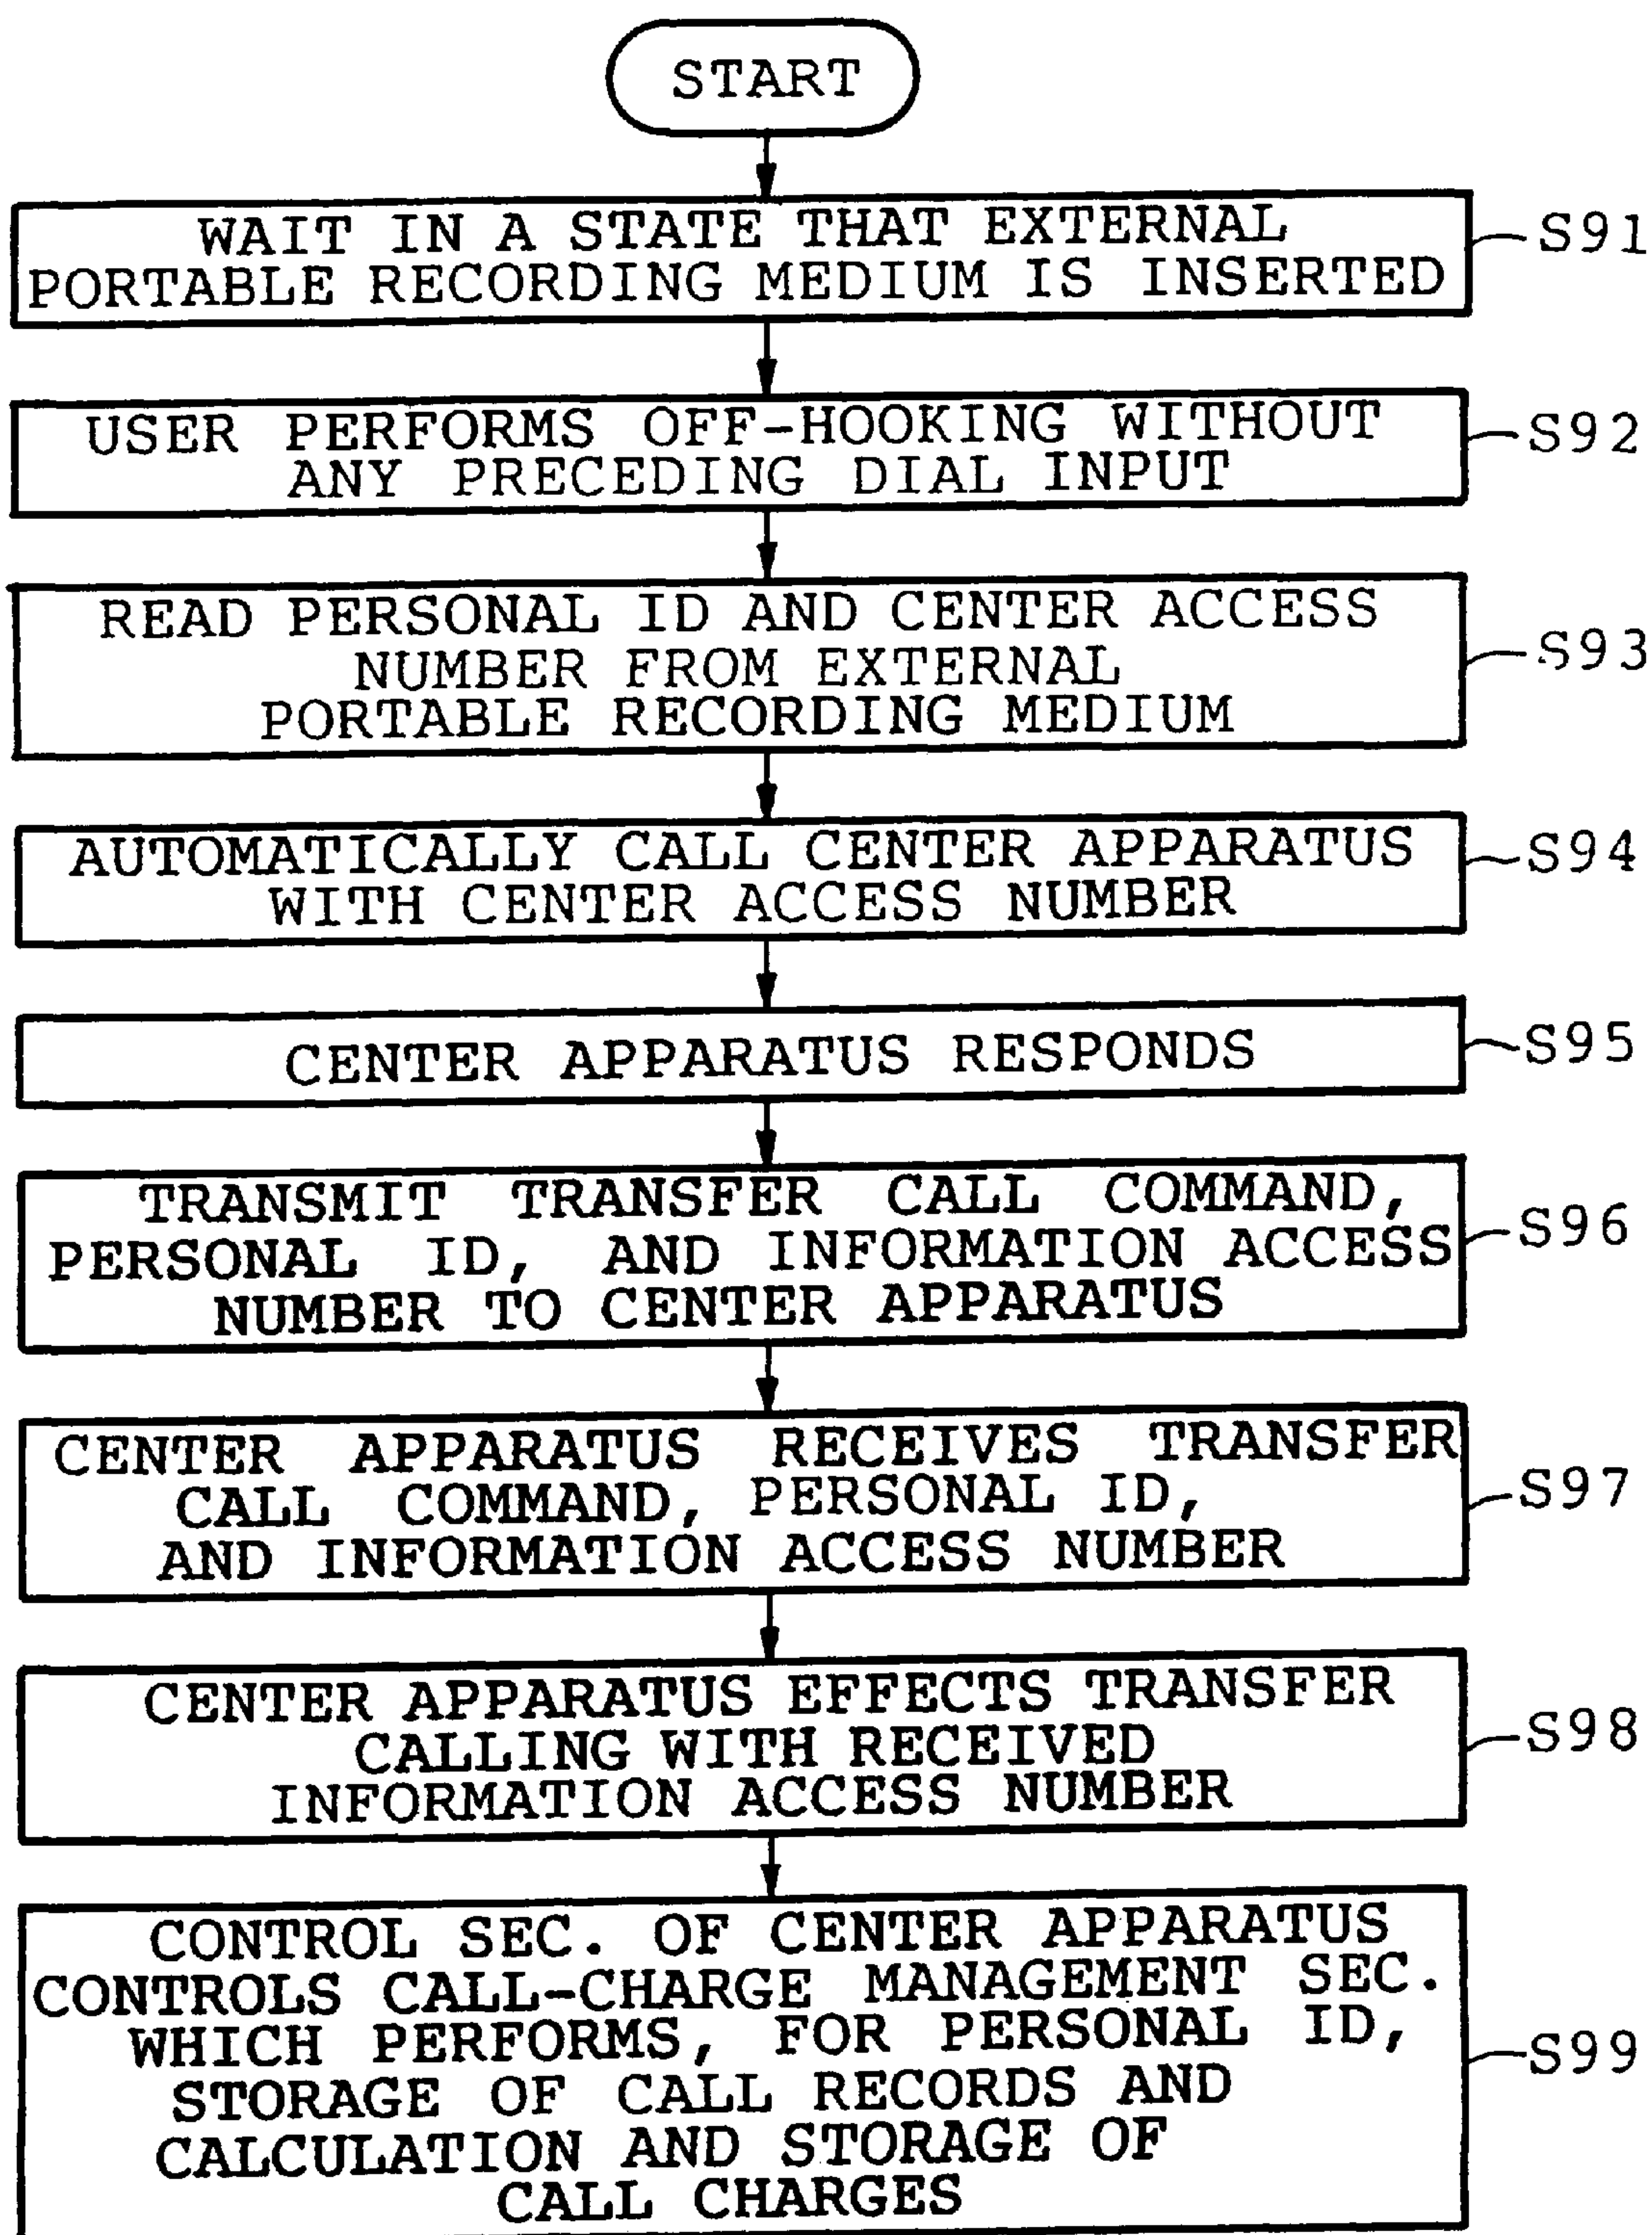 START
WAIT IN A STATE THAT EXTERNAL
PORTABLE RECORDING MEDIUM IS INSERTED
S91
USER PERFORMS OFF-HOOKING WITHOUT
ANY PRECEDING DIAL INPUT
S92
READ PERSONAL ID AND CENTER ACCESS
NUMBER FROM EXTERNAL
PORTABLE RECORDING MEDIUM
S93
AUTOMATICALLY CALL CENTER APPARATUS
WITH CENTER ACCESS NUMBER
S94
CENTER APPARATUS RESPONDS
S95
TRANSMIT TRANSFER CALL COMMAND,
PERSONAL ID, AND INFORMATION ACCESS
NUMBER TO CENTER APPARATUS
S96
CENTER APPARATUS RECEIVES TRANSFER
CALL COMMAND, PERSONAL ID,
AND INFORMATION ACCESS NUMBER
S97
CENTER APPARATUS EFFECTS TRANSFER
CALLING WITH RECEIVED
INFORMATION ACCESS NUMBER
S98
CONTROL SEC. OF CENTER APPARATUS
CONTROLS CALL-CHARGE MANAGEMENT SEC.
WHICH PERFORMS, FOR PERSONAL ID,
STORAGE OF CALL RECORDS AND
CALCULATION AND STORAGE OF
CALL CHARGES
S99